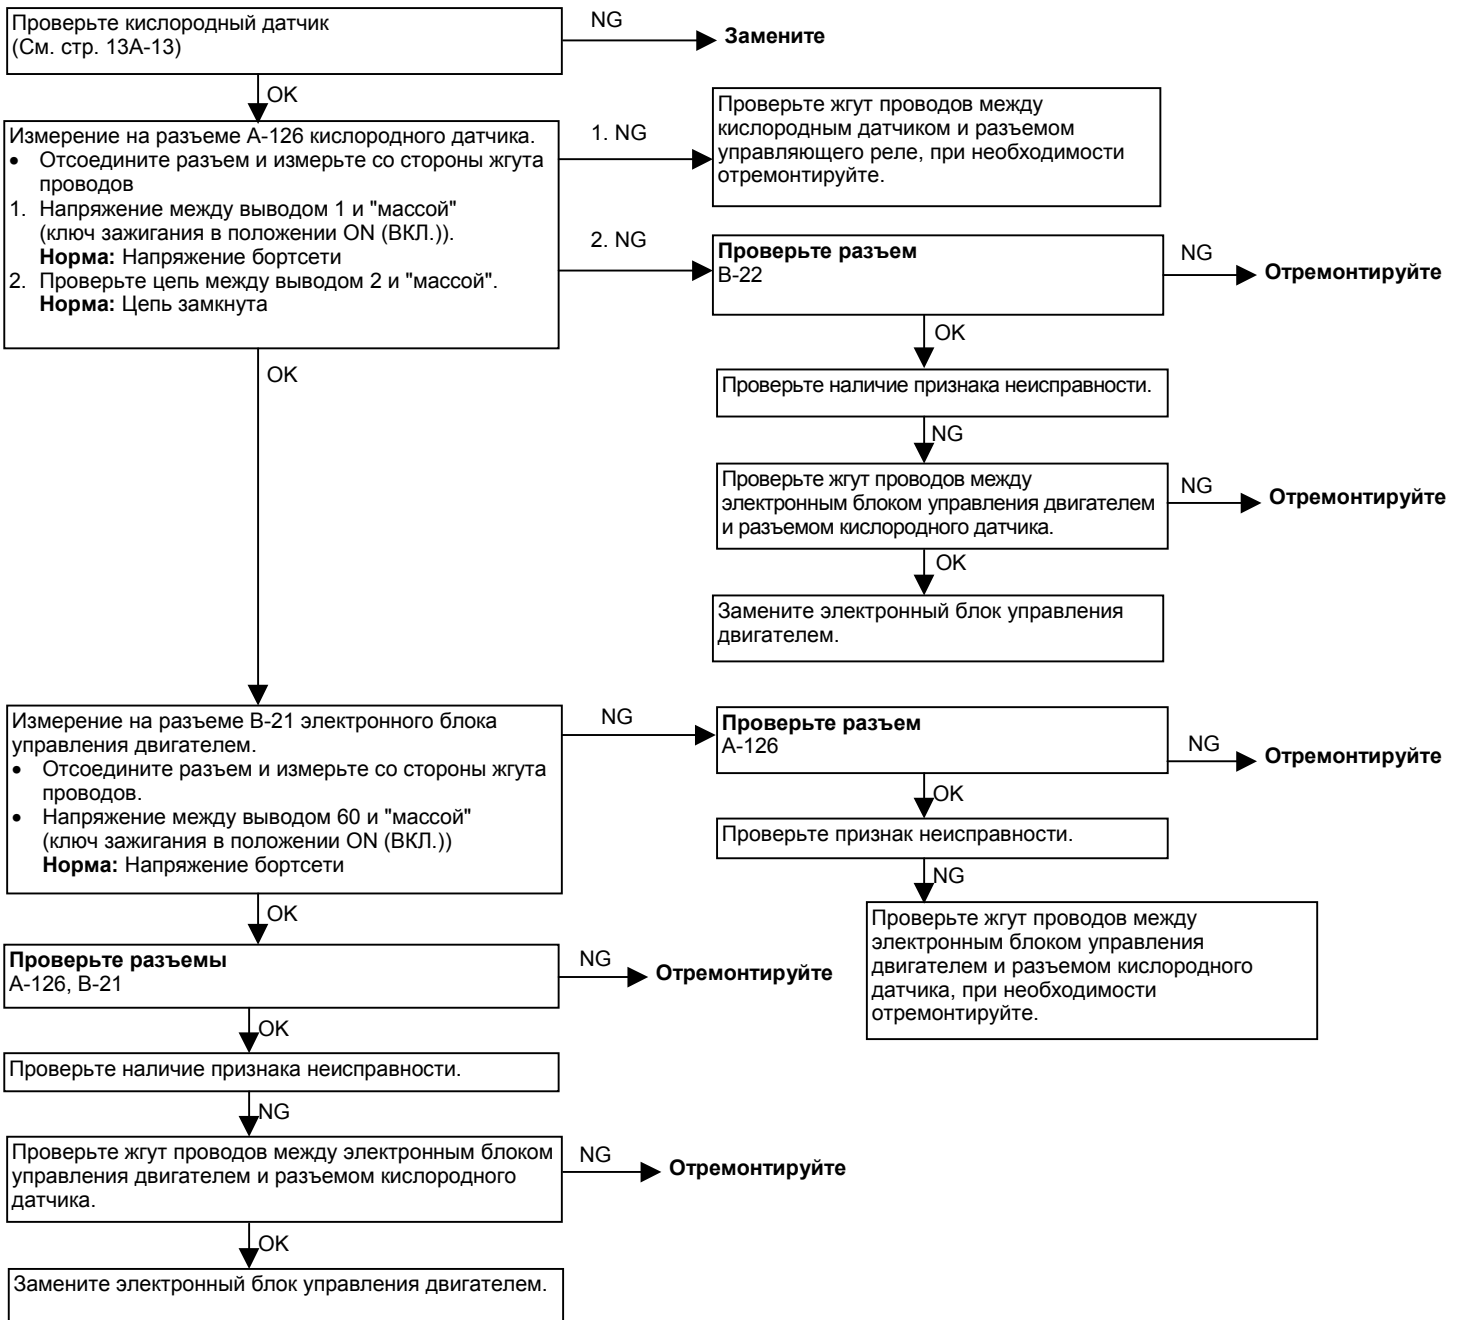 Проверьте кислородный датчик
(См. стр. 13A-13)
NG
Замените
OK
Измерение на разъеме A-126 кислородного датчика.
• Отсоедините разъем и измерьте со стороны жгута
проводов
1. Напряжение между выводом 1 и "массой"
(ключ зажигания в положении ON (ВКЛ.)).
Норма: Напряжение бортсети
2. Проверьте цепь между выводом 2 и "массой".
Норма: Цепь замкнута
1. NG
Проверьте жгут проводов между
кислородным датчиком и разъемом
управляющего реле, при необходимости
отремонтируйте.
2. NG
Проверьте разъем
B-22
NG
Отремонтируйте
OK
Проверьте наличие признака неисправности.
NG
Проверьте жгут проводов между
электронным блоком управления двигателем
и разъемом кислородного датчика.
NG
Отремонтируйте
OK
Замените электронный блок управления
двигателем.
OK
Измерение на разъеме B-21 электронного блока
управления двигателем.
• Отсоедините разъем и измерьте со стороны жгута
проводов.
• Напряжение между выводом 60 и "массой"
(ключ зажигания в положении ON (ВКЛ.))
Норма: Напряжение бортсети
NG
Проверьте разъем
A-126
NG
Отремонтируйте
OK
Проверьте признак неисправности.
NG
Проверьте жгут проводов между
электронным блоком управления
двигателем и разъемом кислородного
датчика, при необходимости
отремонтируйте.
OK
Проверьте разъемы
A-126, B-21
NG
Отремонтируйте
OK
Проверьте наличие признака неисправности.
NG
Проверьте жгут проводов между электронным блоком
управления двигателем и разъемом кислородного
датчика.
NG
Отремонтируйте
OK
Замените электронный блок управления двигателем.